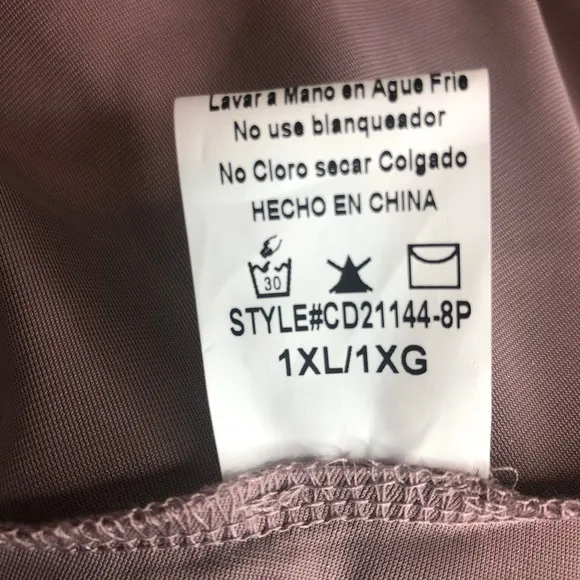 Lavar a Mano en Ague Frie
No use blanqueador
No Cloro secar Colgado
HECHO EN CHINA
30
STYLE#CD21144-8P
1XL/1XG